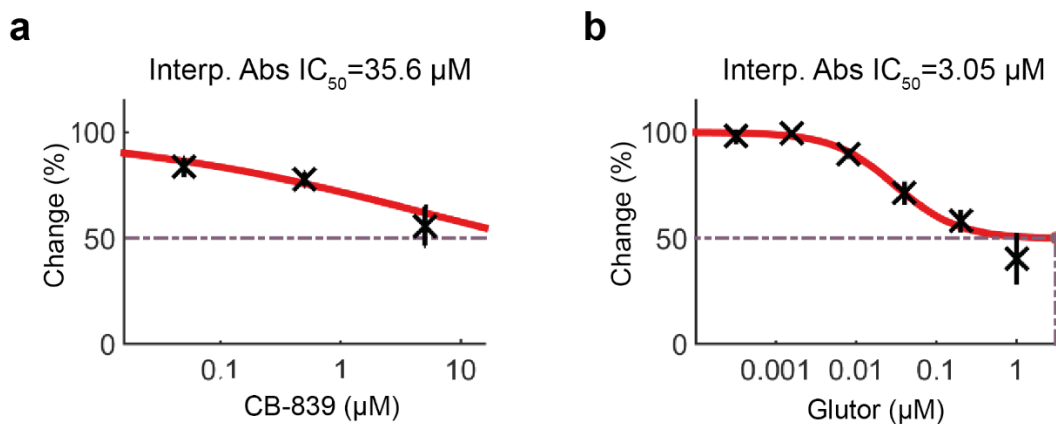 a
Interp. Abs IC50=35.6 µM
Change (%)
100
50
0
0.1
1
10
CB-839 (µM)
b
Interp. Abs IC50=3.05 µM
Change (%)
100
50
0
0.001
0.01
0.1
1
Glutor (µM)